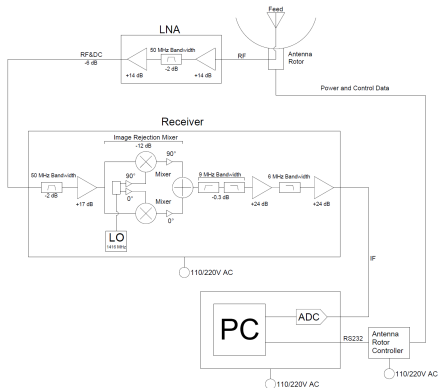 Feed
LNA
50 MHz Bandwidth
-2 dB
+14 dB
+14 dB
RF&DC
-6 dB
RF
Antenna
Rotor
Power and Control Data
Receiver
Image Rejection Mixer
-12 dB
90°
90°
Mixer
50 MHz Bandwidth
-2 dB
+17 dB
0°
Mixer
0°
LO
1416 MHz
9 MHz Bandwidth
-0.3 dB
+24 dB
6 MHz Bandwidth
+24 dB
IF
110/220V AC
PC
ADC
RS232
Antenna
Rotor
Controller
110/220V AC
110/220V AC